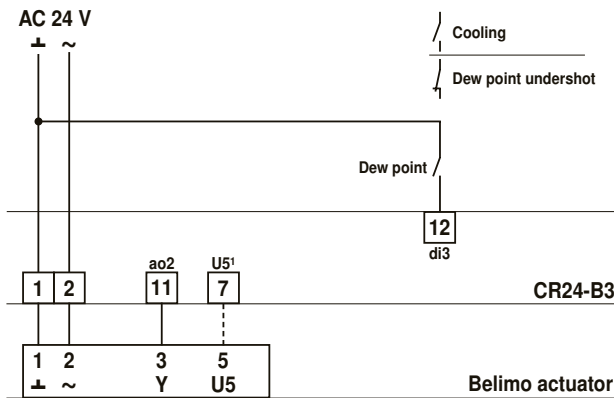 AC 24 V
⊥ ~
Cooling
Dew point undershot
Dew point
12
di3
ao2 U5¹
1 2 11 7
CR24-B3
1 2 3 5
⊥ ~ Y U5
Belimo actuator